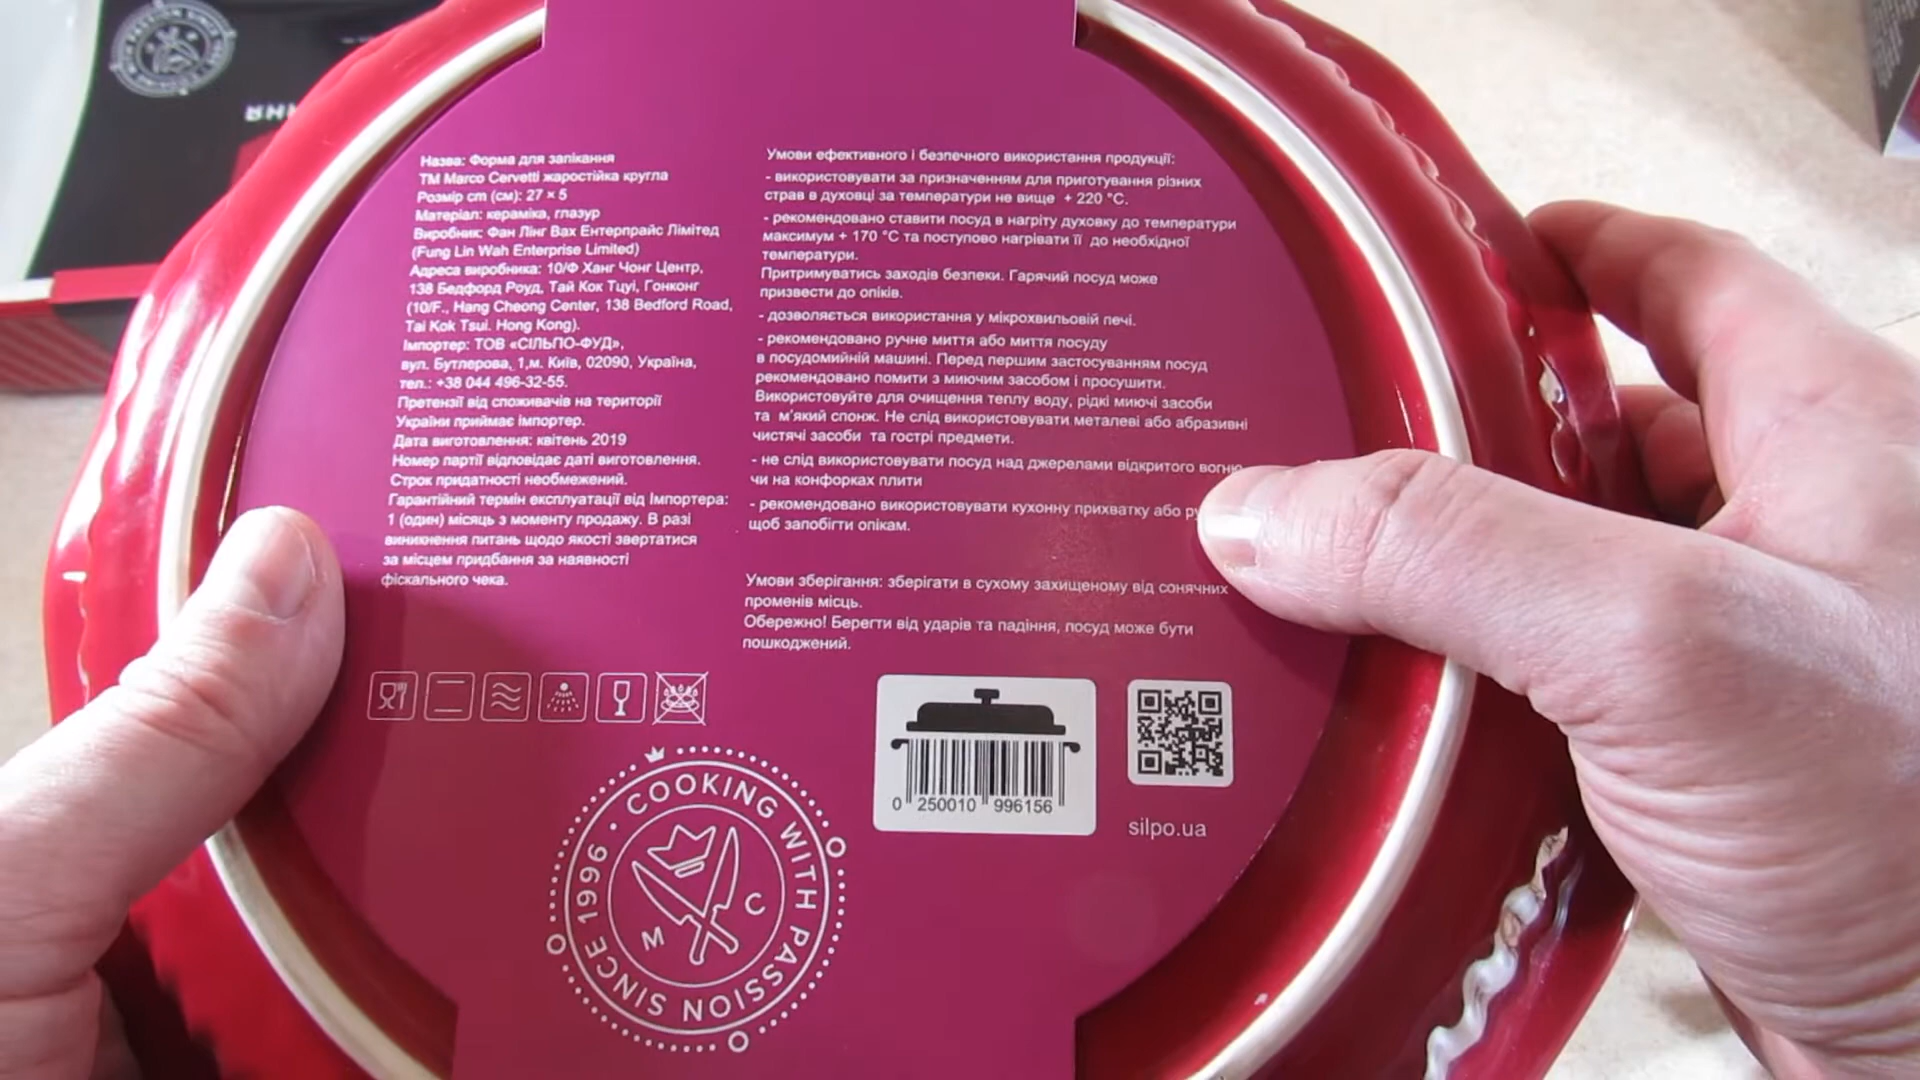 Назва: Форма для запікання
ТМ Marco Cervetti жаростійка кругла
Розмір cm (см): 27 × 5
Матеріал: кераміка, глазур
Виробник: Фан Лінг Вах Ентерпрайс Лімітед
(Fung Lin Wah Enterprise Limited)
Адреса виробника: 10/Ф Ханг Чонг Центр,
138 Бедфорд Роуд, Тай Кок Тцуі, Гонконг
(10/F., Hang Cheong Center, 138 Bedford Road,
Tai Kok Tsui. Hong Kong).
Імпортер: ТОВ «СІЛЬПО-ФУД»,
вул. Бутлерова, 1,м. Київ, 02090, Україна,
тел.: +38 044 496-32-55.
Претензії від споживачів на території
України приймає імпортер.
Дата виготовлення: квітень 2019
Номер партії відповідає даті виготовлення.
Строк придатності необмежений.
Гарантійний термін експлуатації від Імпортера:
1 (один) місяць з моменту продажу. В разі
виникнення питань щодо якості звертатися
за місцем придбання за наявності
фіскального чека.
Умови ефективного і безпечного використання продукції:
- використовувати за призначенням для приготування різних
страв в духовці за температури не вище + 220 °С.
- рекомендовано ставити посуд в нагріту духовку до температури
максимум + 170 °С та поступово нагрівати її до необхідної
температури.
Притримуватись заходів безпеки. Гарячий посуд може
призвести до опіків.
- дозволяється використання у мікрохвильовій печі.
- рекомендовано ручне миття або миття посуду
в посудомийній машині. Перед першим застосуванням посуд
рекомендовано помити з миючим засобом і просушити.
Використовуйте для очищення теплу воду, рідкі миючі засоби
та м'який спонж. Не слід використовувати металеві або абразивні
чистячі засоби та гострі предмети.
- не слід використовувати посуд над джерелами відкритого вогню
чи на конфорках плити
- рекомендовано використовувати кухонну прихватку або
щоб запобігти опікам.
Умови зберігання: зберігати в сухому захищеному від сонячних
променів місць.
Обережно! Берегти від ударів та падіння, посуд може бути
пошкоджений.
0 250010 996156
silpo.ua
COOKING WITH PASSION SINCE 1996
M C